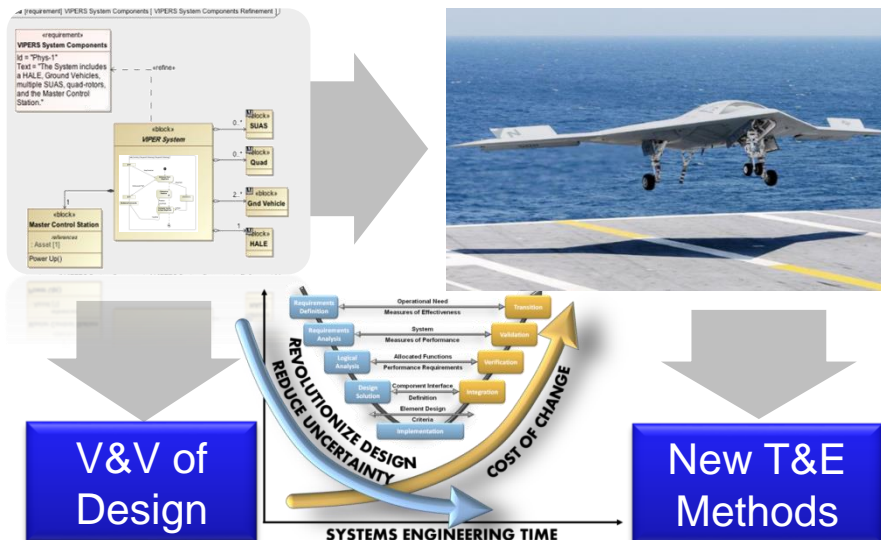 [requirement] VIPERS System Components [ VIPERS System Components Refinement ]
«requirement»
VIPERS System Components
Id = "Phys-1"
Text = "The System includes
a HALE, Ground Vehicles,
multiple SUAS, quad-rotors,
and the Master Control
Station."
«refine»
«block»
VIPER System
0..*
«block»
SUAS
0..*
«block»
Quad
2..*
«block»
Gnd Vehicle
1
«block»
HALE
1
«block»
Master Control Station
references
: Asset [1]
Power Up()
N
Requirements
Definition
Operational Need
Measures of Effectiveness
Transition
Requirements
Analysis
System
Measures of Performance
Validation
Logical
Analysis
Allocated Functions
Performance Requirements
Verification
Design
Solution
Component Interface
Definition
Integration
Element Design
Criteria
Implementation
REVOLUTIONIZE DESIGN
REDUCE UNCERTAINTY
COST OF CHANGE
SYSTEMS ENGINEERING TIME
V&V of
Design
New T&E
Methods